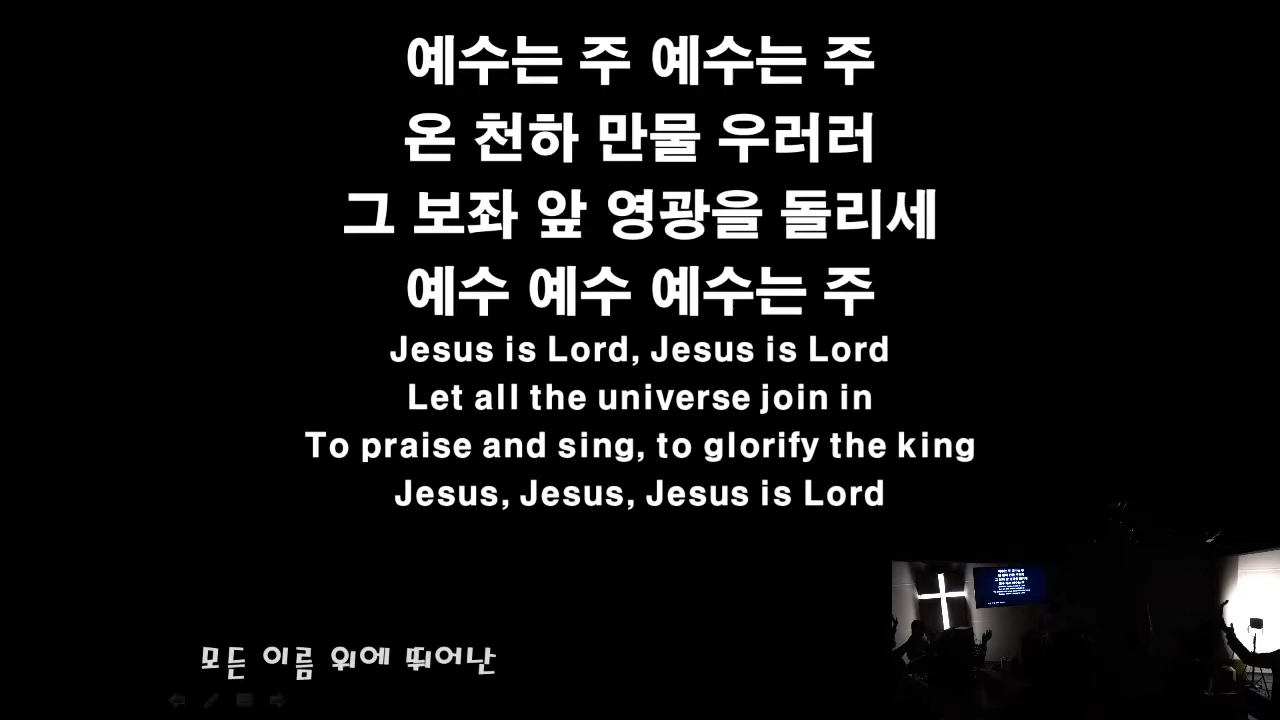 예수는 주 예수는 주
온 천하 만물 우러러
그 보좌 앞 영광을 돌리세
예수 예수 예수는 주
Jesus is Lord, Jesus is Lord
Let all the universe join in
To praise and sing, to glorify the king
Jesus, Jesus, Jesus is Lord
모든 이름 위에 뛰어난